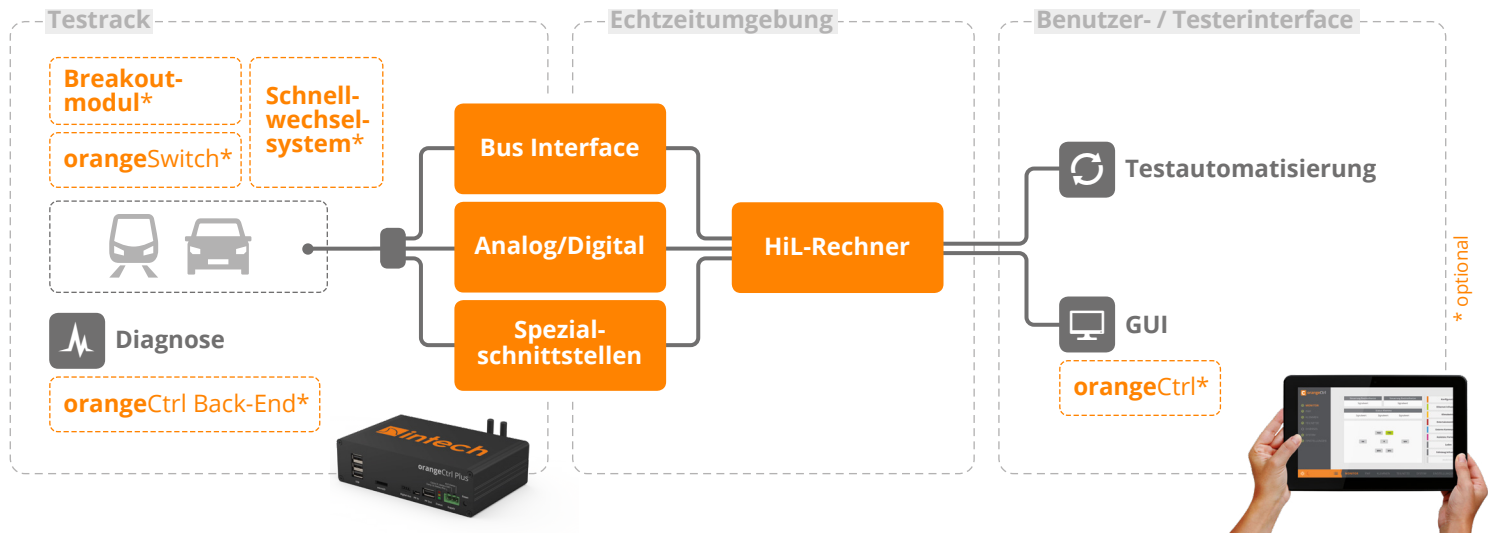 Testrack
Echtzeitumgebung
Benutzer- / Testerinterface
Breakout-
modul*
Schnell-
wechsel-
system*
orangeSwitch*
Diagnose
orangeCtrl Back-End*
Bus Interface
Analog/Digital
Spezial-
schnittstellen
HiL-Rechner
Testautomatisierung
GUI
orangeCtrl*
* optional
intech
orangeCtrl Plus
orangeCtrl